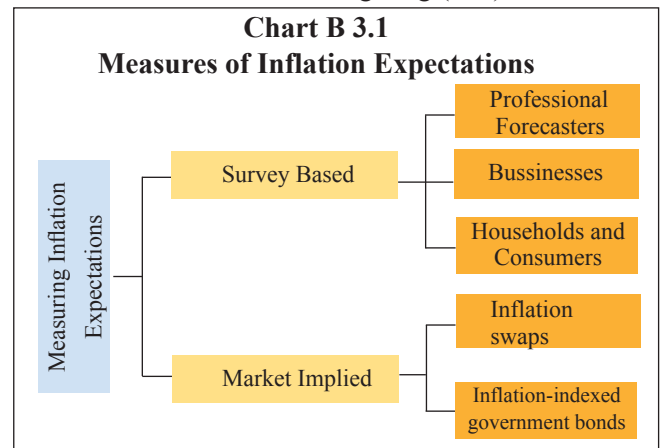 Chart B 3.1
Measures of Inflation Expectations
Measuring Inflation
Expectations
Survey Based
Professional
Forecasters
Bussinesses
Households and
Consumers
Market Implied
Inflation
swaps
Inflation-indexed
government bonds